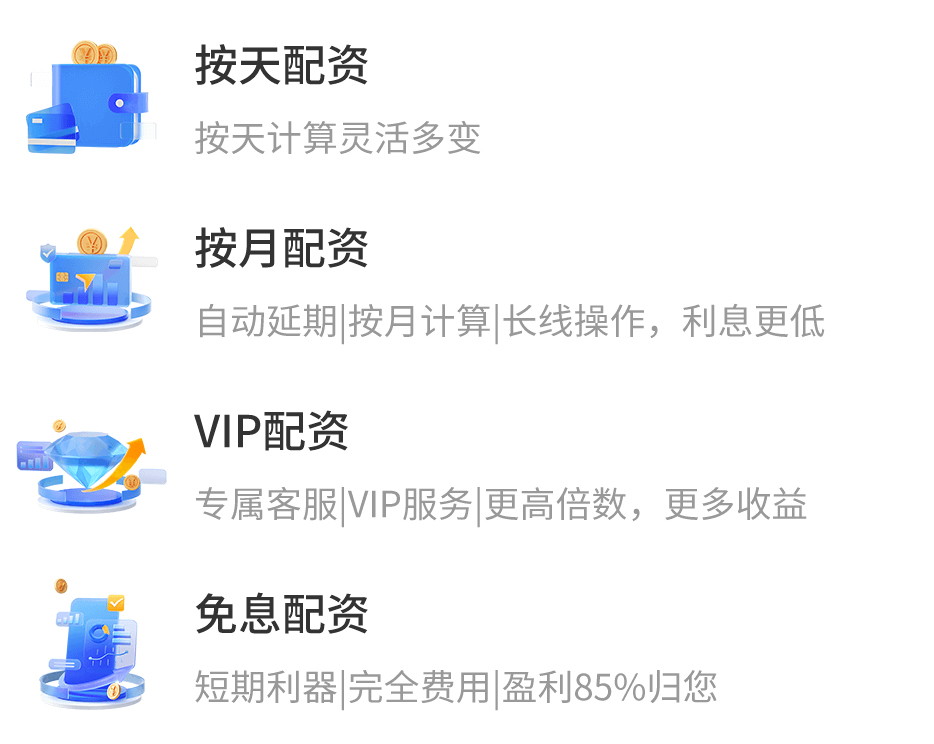 按天配资
按天计算灵活多变
按月配资
自动延期|按月计算|长线操作，利息更低
VIP配资
专属客服|VIP服务|更高倍数，更多收益
免息配资
短期利器|完全费用|盈利85%归您